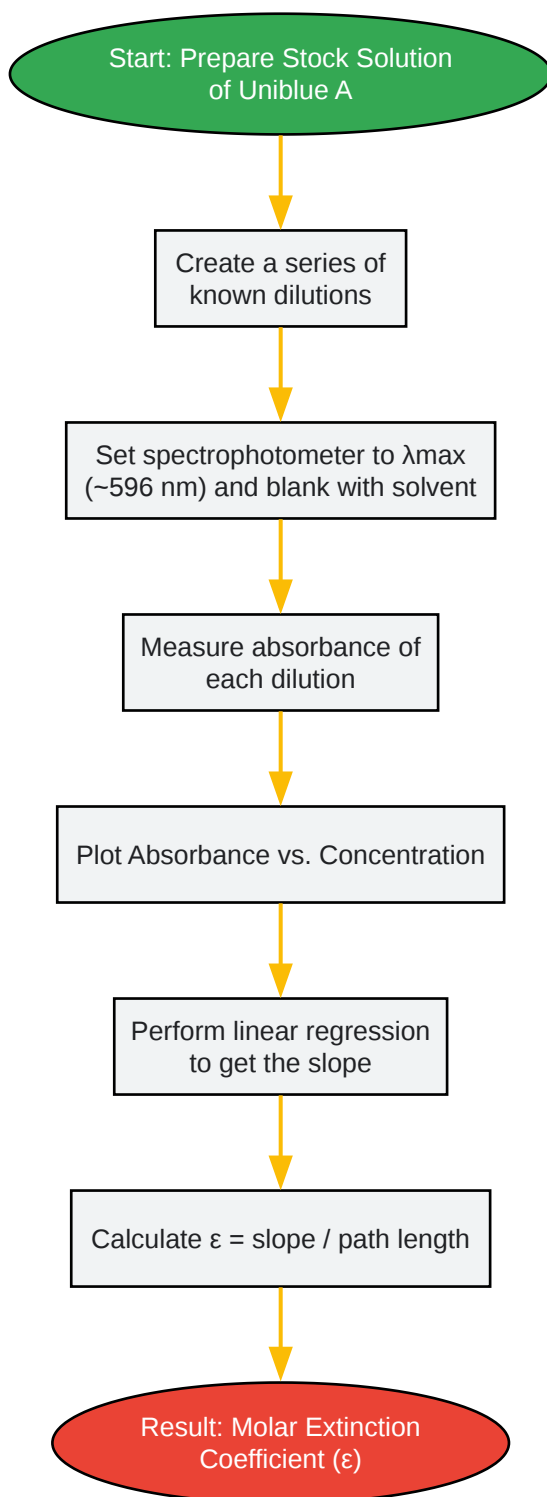 Start: Prepare Stock Solution
of Uniblue A
Create a series of
known dilutions
Set spectrophotometer to λmax
(~596 nm) and blank with solvent
Measure absorbance of
each dilution
Plot Absorbance vs. Concentration
Perform linear regression
to get the slope
Calculate ε = slope / path length
Result: Molar Extinction
Coefficient (ε)